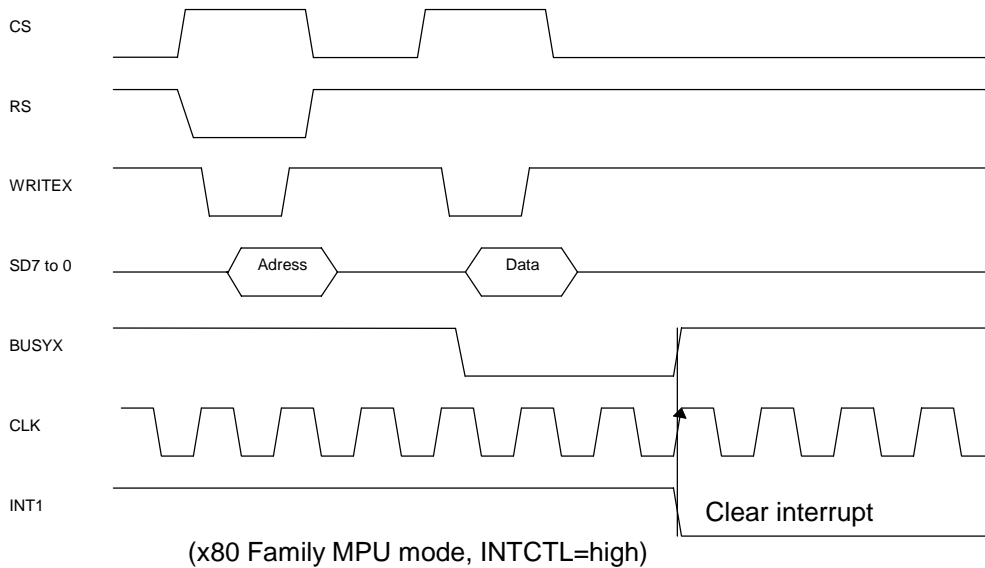 CS
RS
WRITEX
SD7 to 0
Adress
Data
BUSYX
CLK
INT1
Clear interrupt
(x80 Family MPU mode, INTCTL=high)